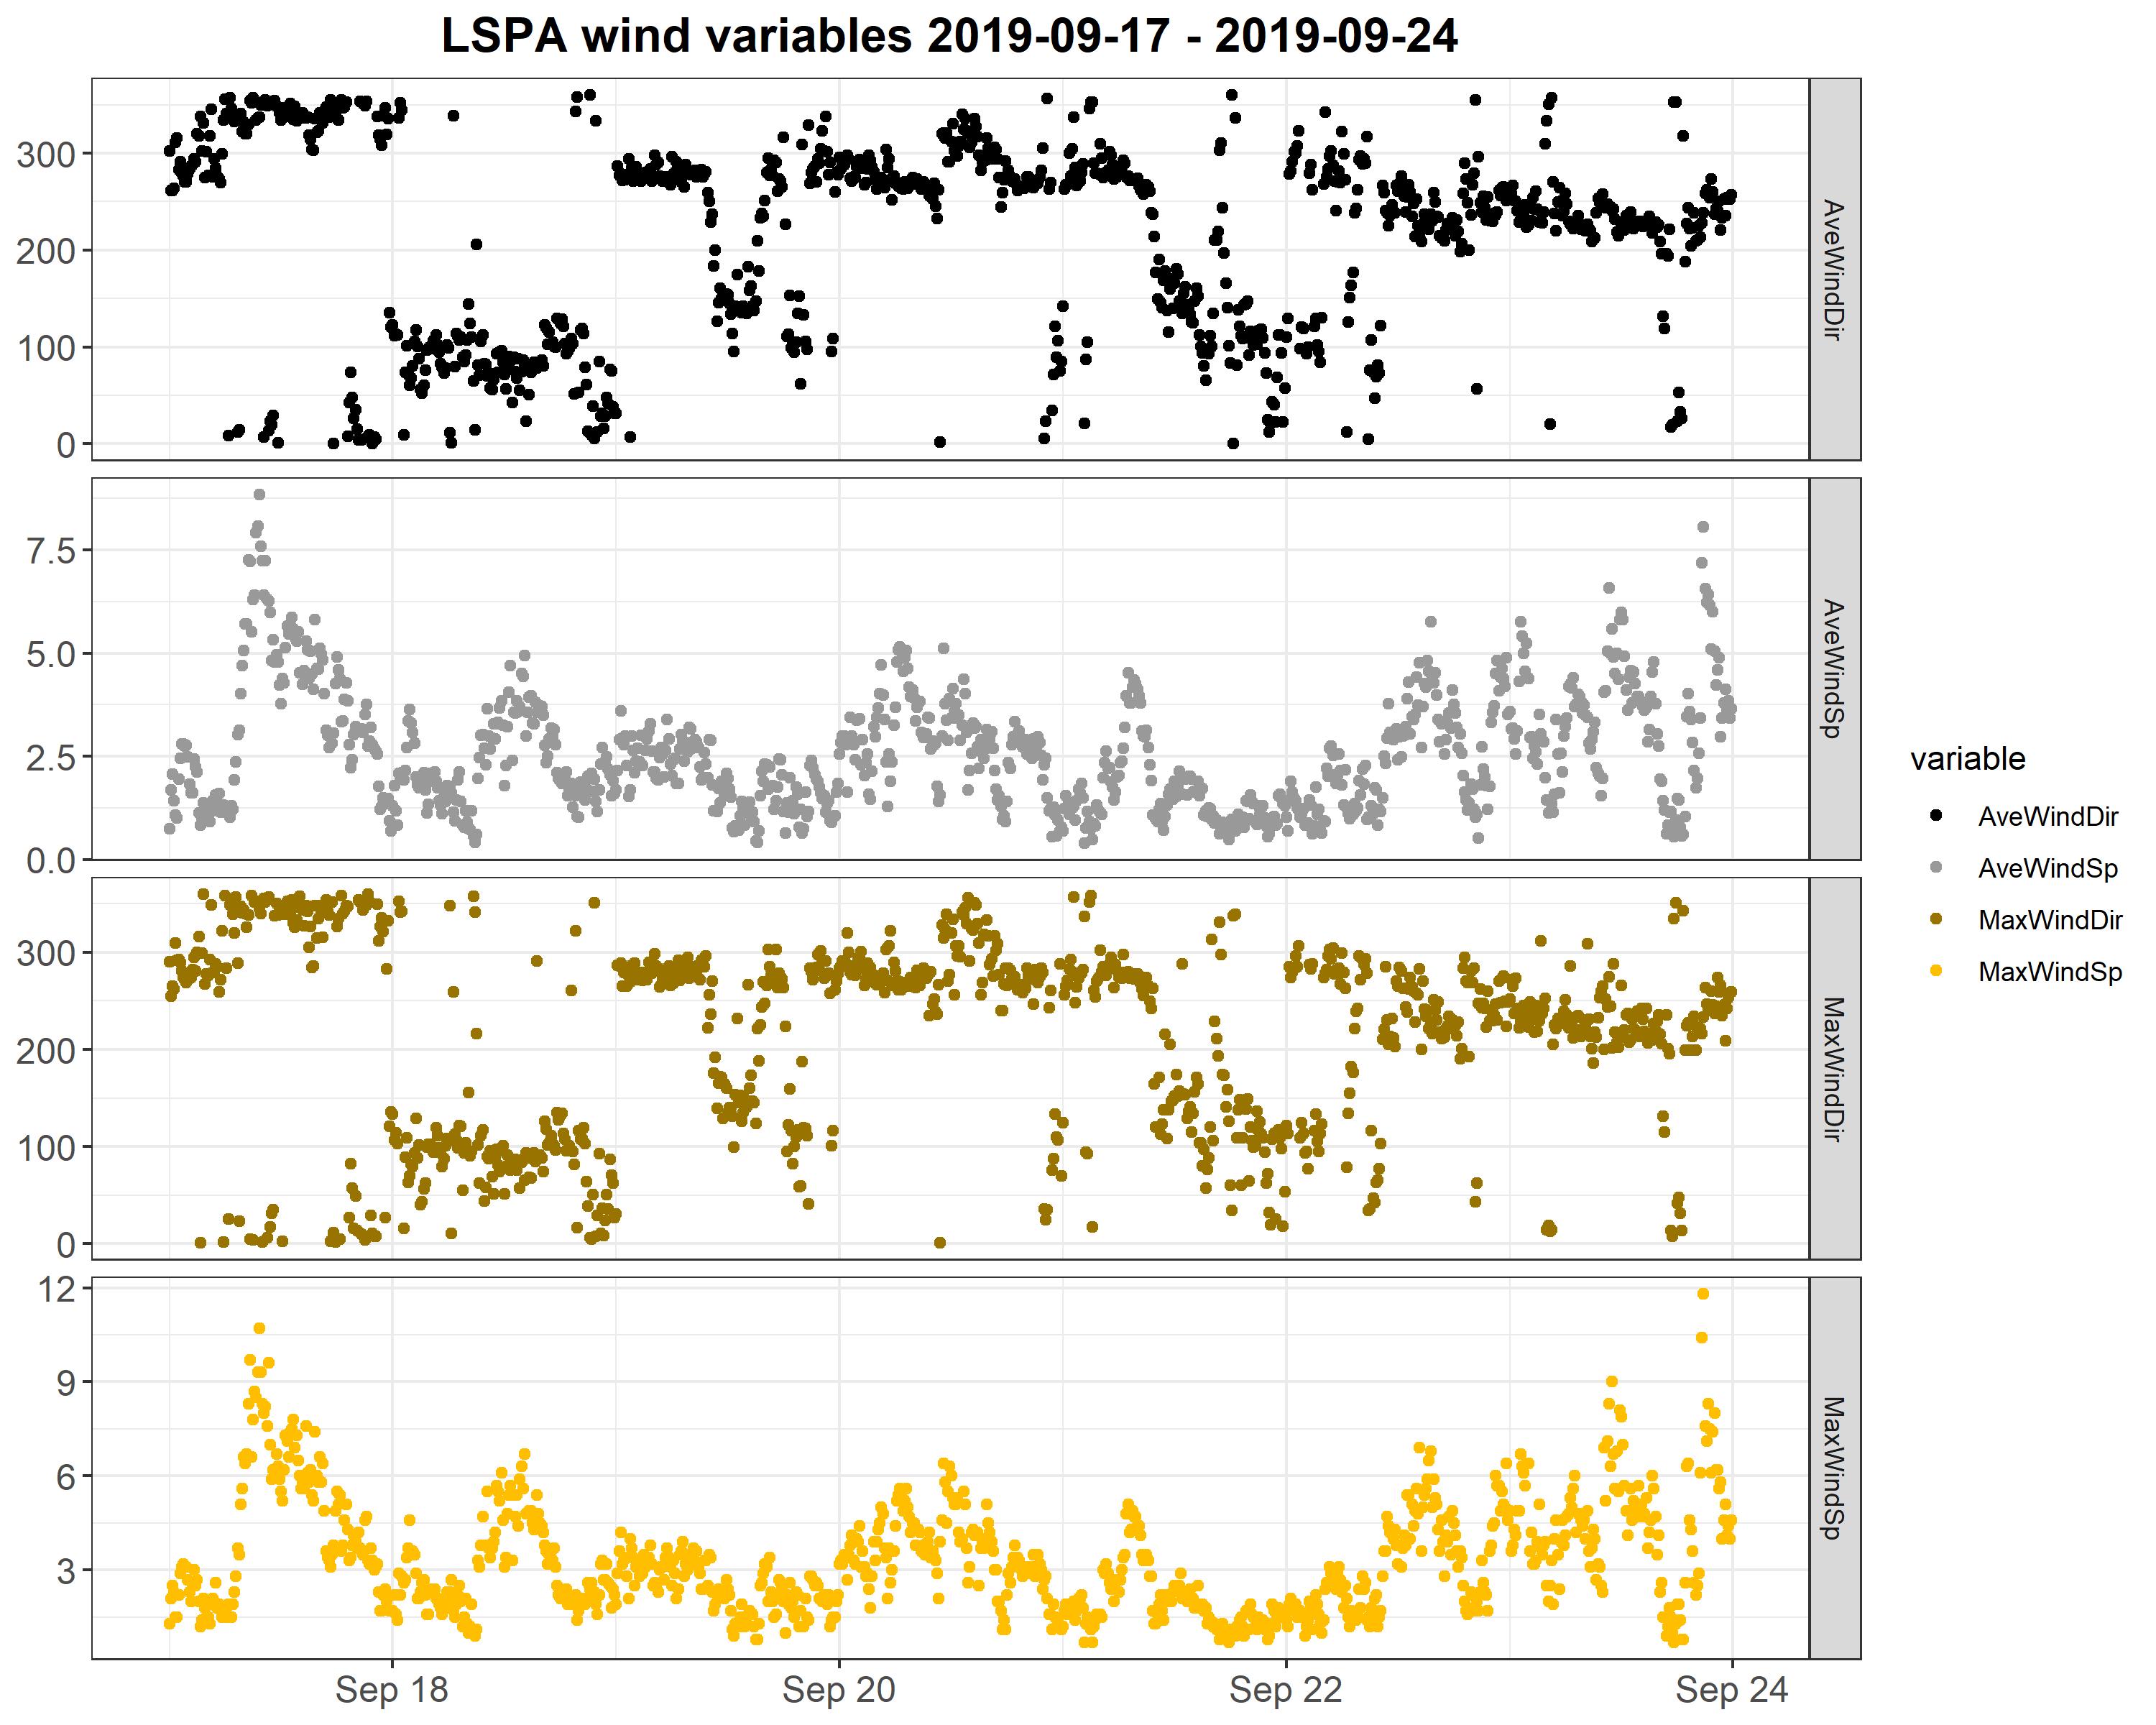 LSPA wind variables 2019-09-17 - 2019-09-24
300
200
100
0
AveWindDir
7.5
5.0
2.5
0.0
AveWindSp
300
200
100
0
MaxWindDir
12
9
6
3
MaxWindSp
Sep 18 Sep 20 Sep 22 Sep 24
variable
AveWindDir
AveWindSp
MaxWindDir
MaxWindSp